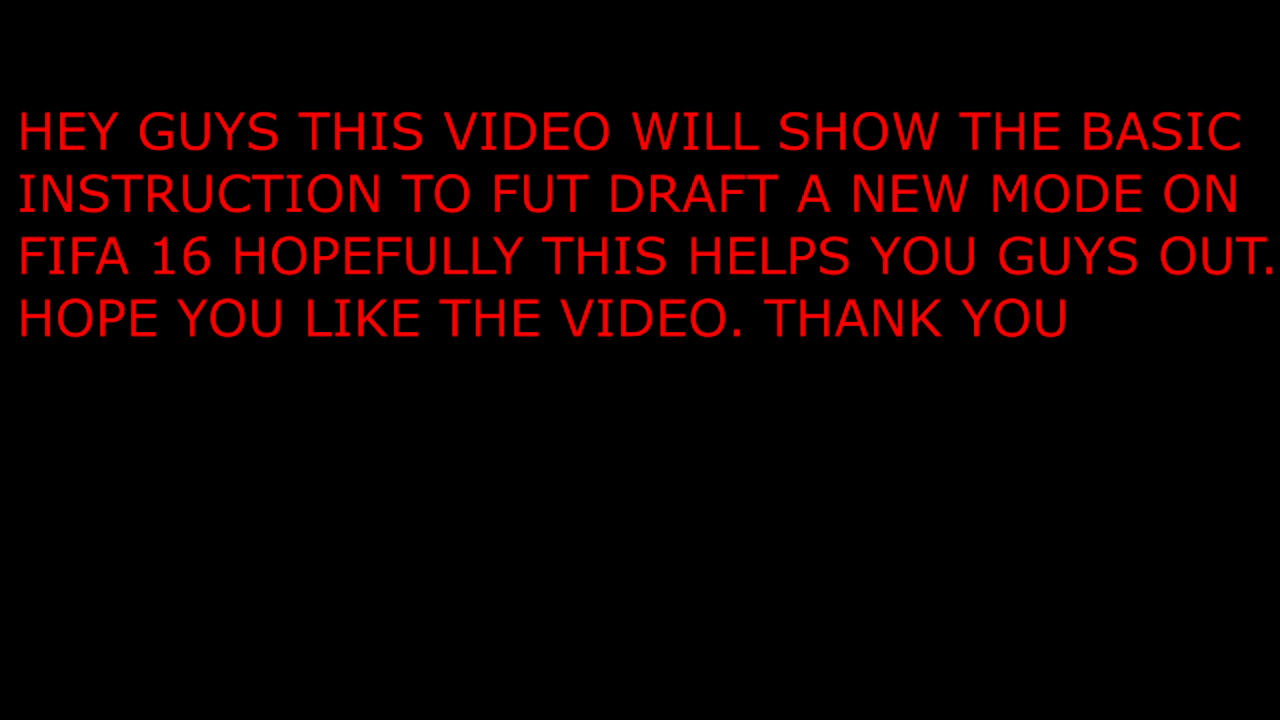 HEY GUYS THIS VIDEO WILL SHOW THE BASIC
INSTRUCTION TO FUT DRAFT A NEW MODE ON
FIFA 16 HOPEFULLY THIS HELPS YOU GUYS OUT.
HOPE YOU LIKE THE VIDEO. THANK YOU